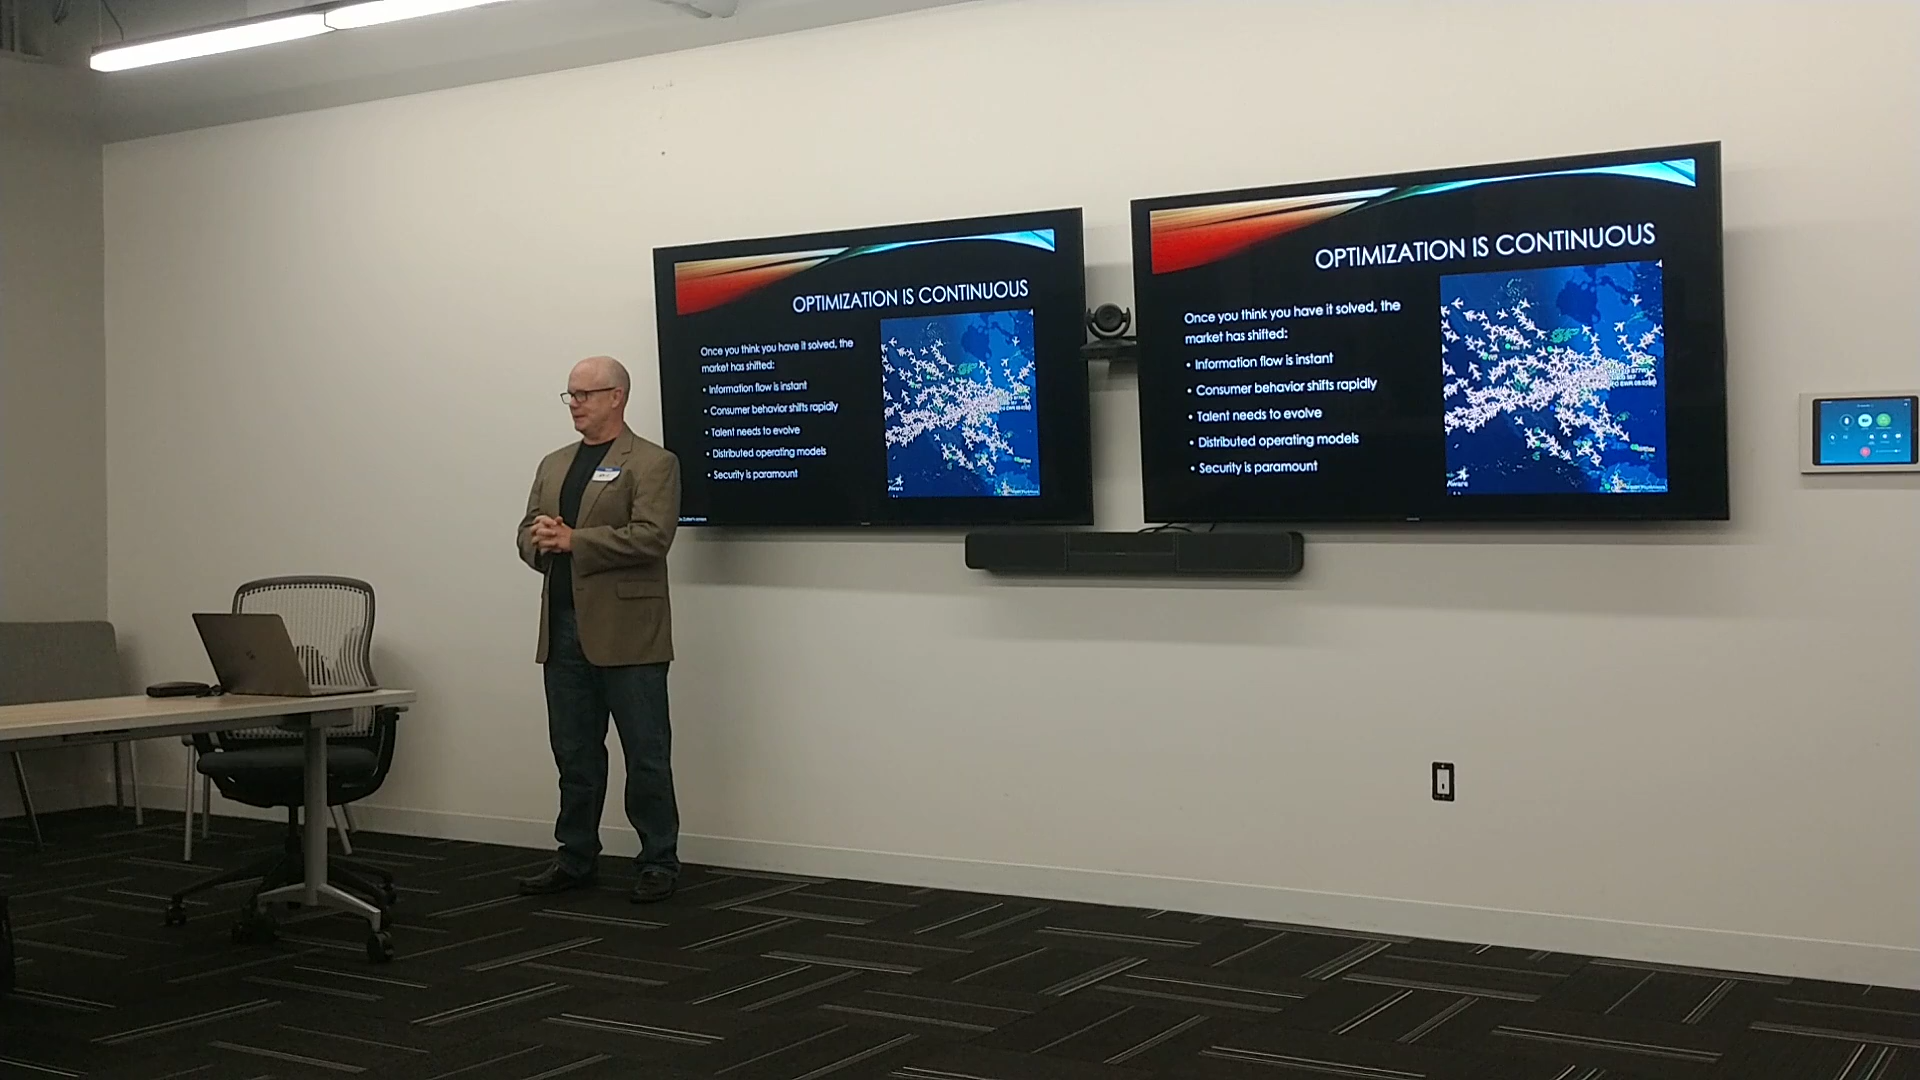 OPTIMIZATION IS CONTINUOUS
Once you think you have it solved, the
market has shifted:
• Information flow is instant
• Consumer behavior shifts rapidly
• Talent needs to evolve
• Distributed operating models
• Security is paramount
OPTIMIZATION IS CONTINUOUS
Once you think you have it solved, the
market has shifted:
• Information flow is instant
• Consumer behavior shifts rapidly
• Talent needs to evolve
• Distributed operating models
• Security is paramount